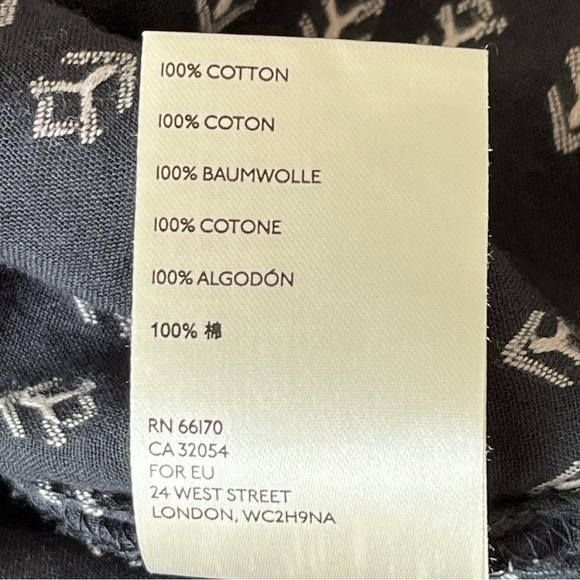 100% COTTON
100% COTON
100% BAUMWOLLE
100% COTONE
100% ALGODÓN
100% 棉
RN 66170
CA 32054
FOR EU
24 WEST STREET
LONDON, WC2H9NA